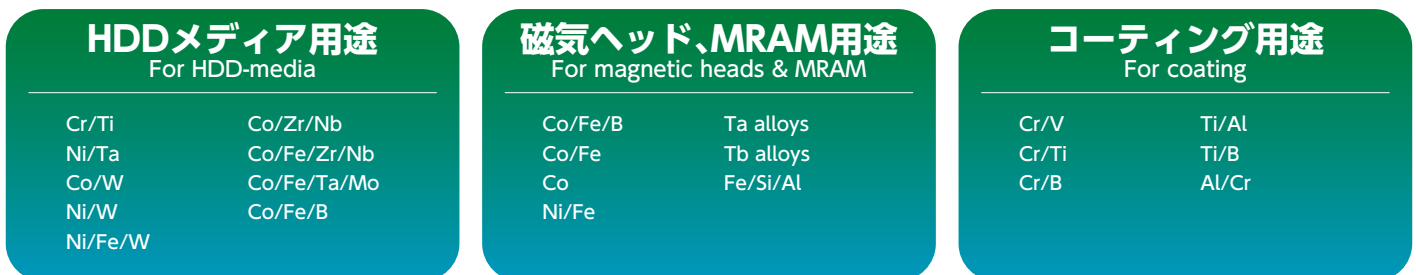 HDDメディア用途
For HDD-media
Cr/Ti
Ni/Ta
Co/W
Ni/W
Ni/Fe/W
Co/Zr/Nb
Co/Fe/Zr/Nb
Co/Fe/Ta/Mo
Co/Fe/B
磁気ヘッド、MRAM用途
For magnetic heads & MRAM
Co/Fe/B
Co/Fe
Co
Ni/Fe
Ta alloys
Tb alloys
Fe/Si/Al
コーティング用途
For coating
Cr/V
Cr/Ti
Cr/B
Ti/Al
Ti/B
Al/Cr